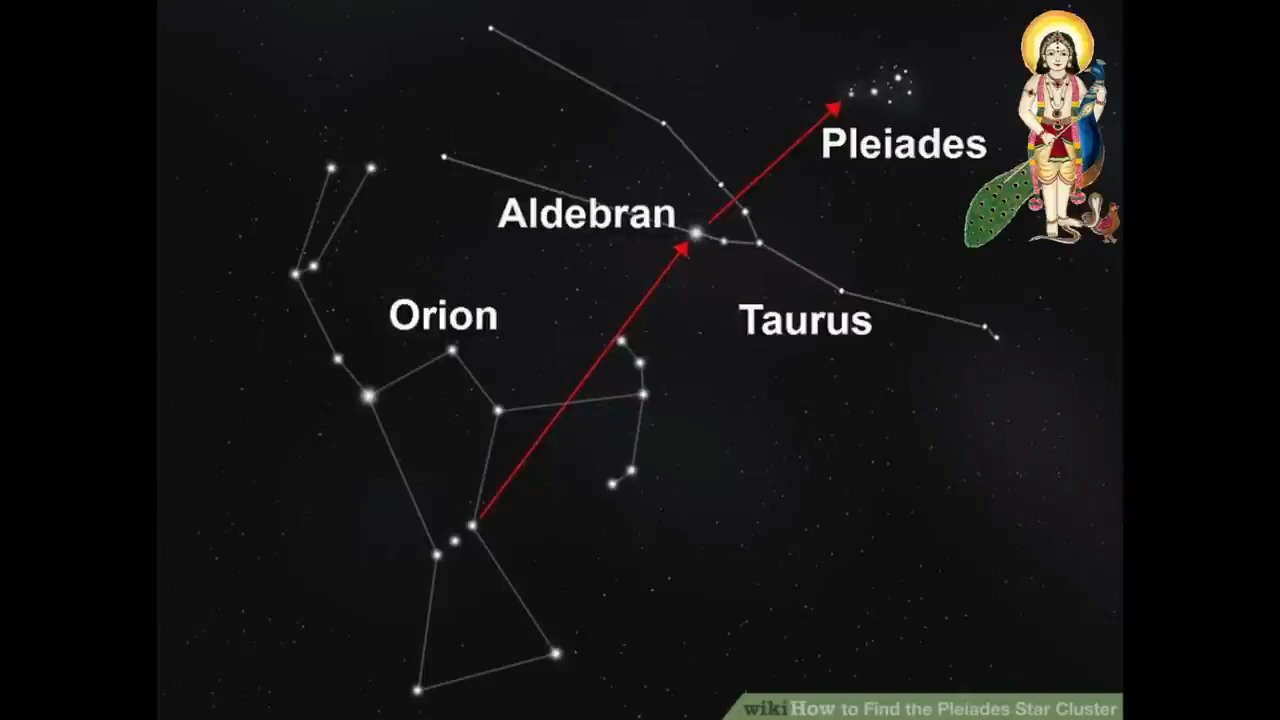 Pleiades
Aldebran
Orion
Taurus
wikiHow to Find the Pleiades Star Cluster